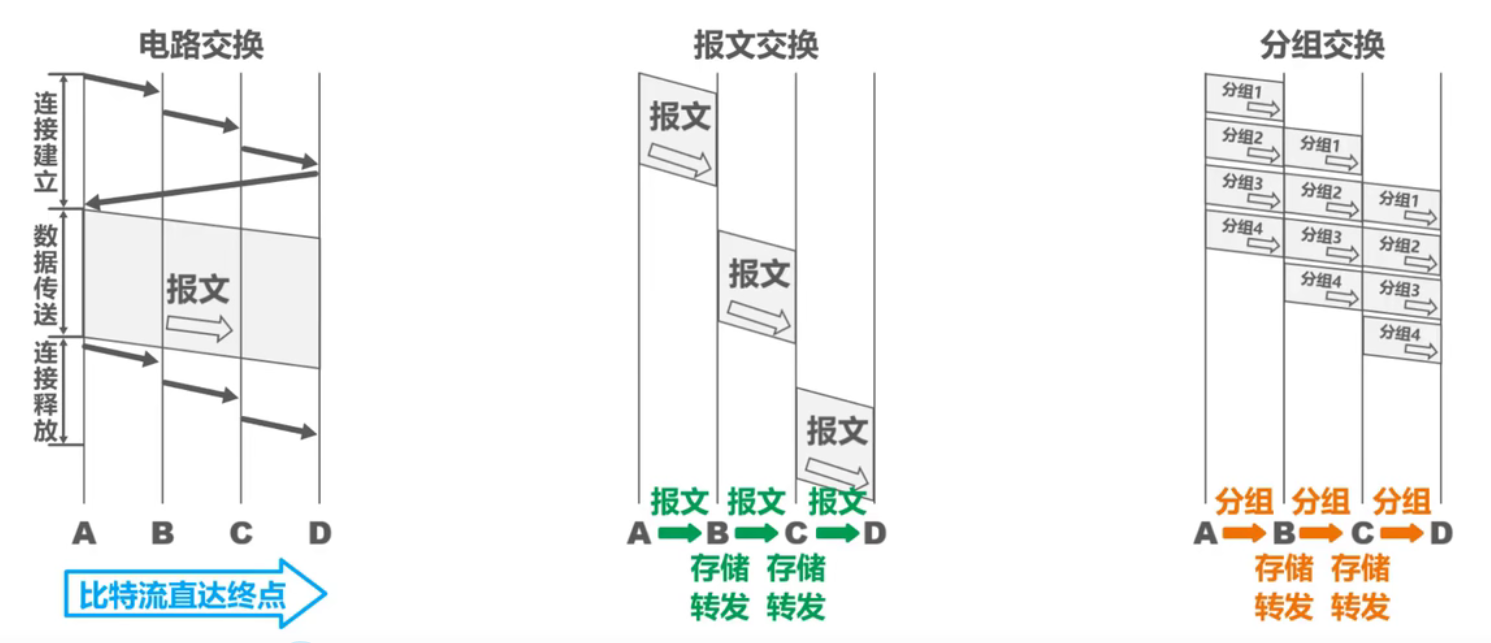 电路交换
连接建立
数据传送
连接释放
报文
A B C D
比特流直达终点
报文交换
报文
报文
报文
报文 报文 报文
A B C D
存储 存储
转发 转发
分组交换
分组1
分组2 分组1
分组3 分组2 分组1
分组4 分组3 分组2
分组4 分组3
分组4
分组 分组 分组
A B C D
存储 存储
转发 转发